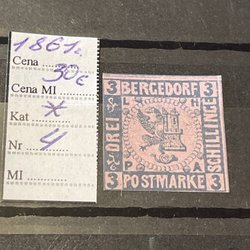 1861.
Cena ........ 30€
Cena MI ........
Kat ........ *
Nr ........ 4
MI ........
3 BERGEDORF 3
DREI
SCHILLINGE
L H
P A
3 POSTMARKE 3